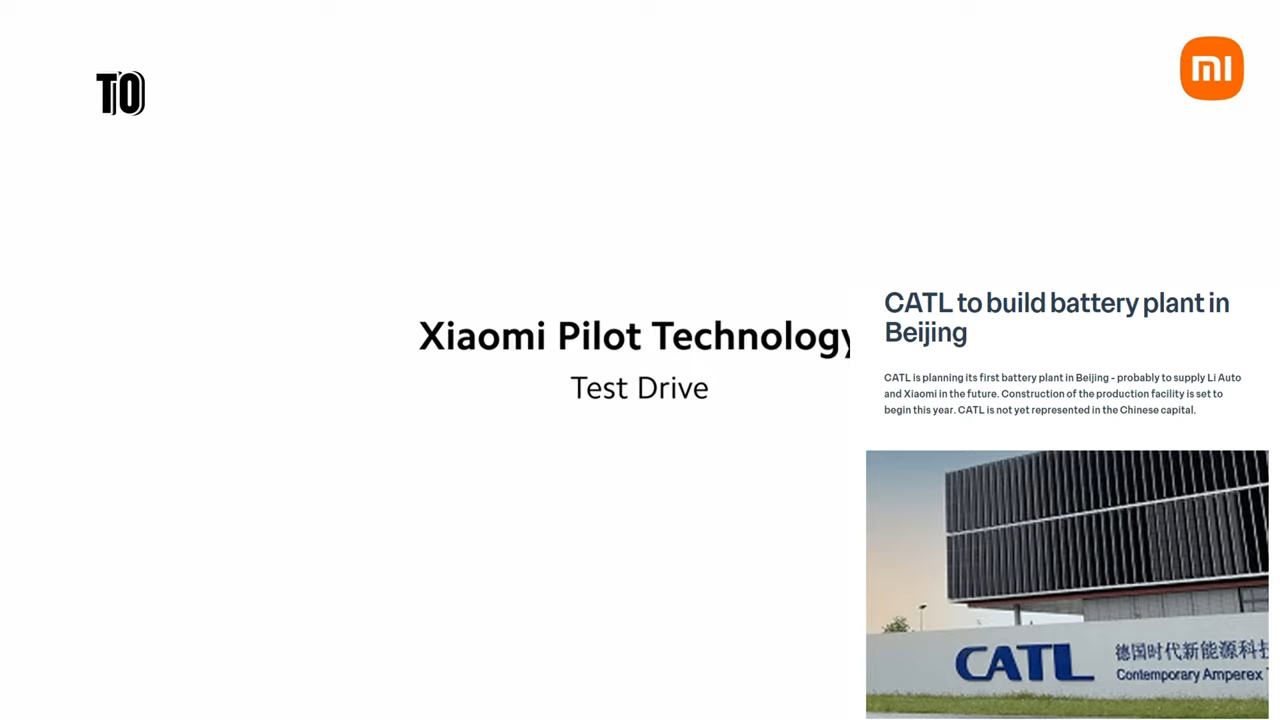 TO
mi
Xiaomi Pilot Technology
Test Drive
CATL to build battery plant in
Beijing
CATL is planning its first battery plant in Beijing - probably to supply Li Auto
and Xiaomi in the future. Construction of the production facility is set to
begin this year. CATL is not yet represented in the Chinese capital.
CATL
德国时代新能源科技
Contemporary Amperex T